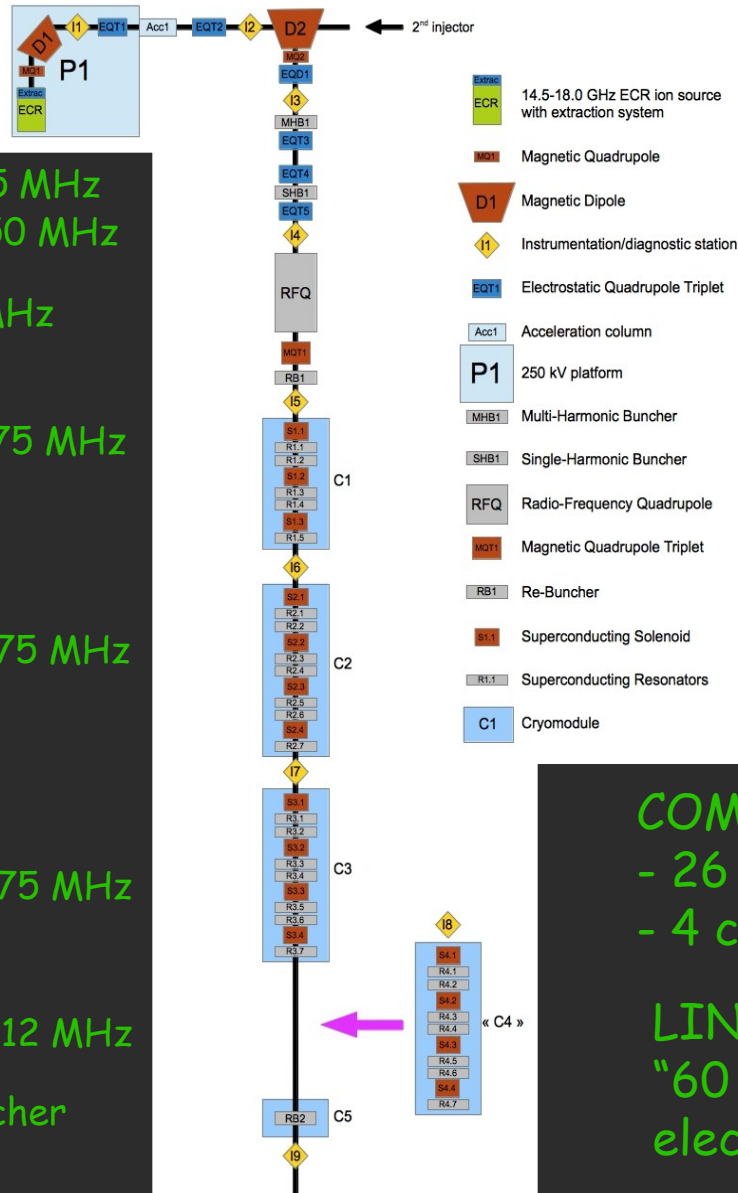 I1
EQT1
Acc1
EQT2
I2
D2
2nd injector
D1
MQ1
P1
Extrac
ECR
MQ2
EQD1
I3
MHB1
EQT3
EQT4
SHB1
EQT5
I4
RFQ
MQT1
RB1
I5
S1.1
R1.1
R1.2
S1.2
R1.3
R1.4
S1.3
R1.5
C1
I6
S2.1
R2.1
R2.2
S2.2
R2.3
R2.4
S2.3
R2.5
R2.6
S2.4
R2.7
C2
I7
S3.1
R3.1
R3.2
S3.2
R3.3
R3.4
S3.3
R3.5
R3.6
S3.4
R3.7
C3
I8
S4.1
R4.1
R4.2
S4.2
R4.3
R4.4
S4.3
R4.5
R4.6
S4.4
R4.7
« C4 »
RB2
C5
I9
5 MHz
50 MHz
MHz
75 MHz
75 MHz
75 MHz
12 MHz
cher
Extrac
ECR
14.5-18.0 GHz ECR ion source
with extraction system
MQ1
Magnetic Quadrupole
D1
Magnetic Dipole
I1
Instrumentation/diagnostic station
EQT1
Electrostatic Quadrupole Triplet
Acc1
Acceleration column
P1
250 kV platform
MHB1
Multi-Harmonic Buncher
SHB1
Single-Harmonic Buncher
RFQ
Radio-Frequency Quadrupole
MQT1
Magnetic Quadrupole Triplet
RB1
Re-Buncher
S1.1
Superconducting Solenoid
R1.1
Superconducting Resonators
C1
Cryomodule
COM
- 26
- 4 c
LIN
"60
elec